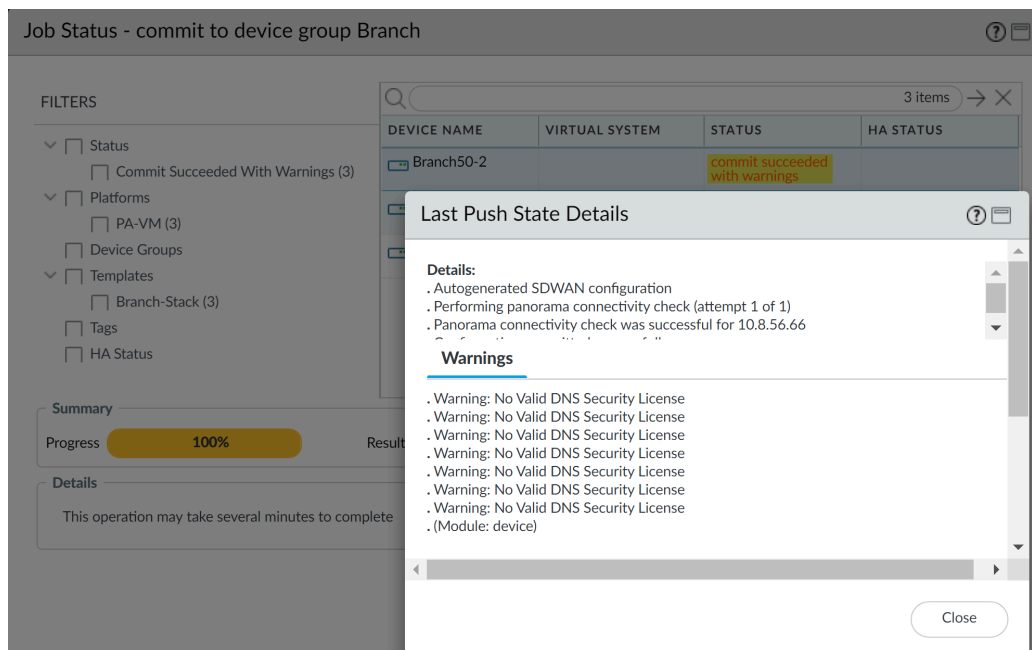 Job Status - commit to device group Branch
FILTERS
Status
Commit Succeeded With Warnings (3)
Platforms
PA-VM (3)
Device Groups
Templates
Branch-Stack (3)
Tags
HA Status
3 items
DEVICE NAME VIRTUAL SYSTEM STATUS HA STATUS
Branch50-2
commit succeeded
with warnings
Summary
Progress 100% Result
Details
This operation may take several minutes to complete
Last Push State Details
Details:
. Autogenerated SDWAN configuration
. Performing panorama connectivity check (attempt 1 of 1)
. Panorama connectivity check was successful for 10.8.56.66
Warnings
. Warning: No Valid DNS Security License
. Warning: No Valid DNS Security License
. Warning: No Valid DNS Security License
. Warning: No Valid DNS Security License
. Warning: No Valid DNS Security License
. Warning: No Valid DNS Security License
. Warning: No Valid DNS Security License
. (Module: device)
Close